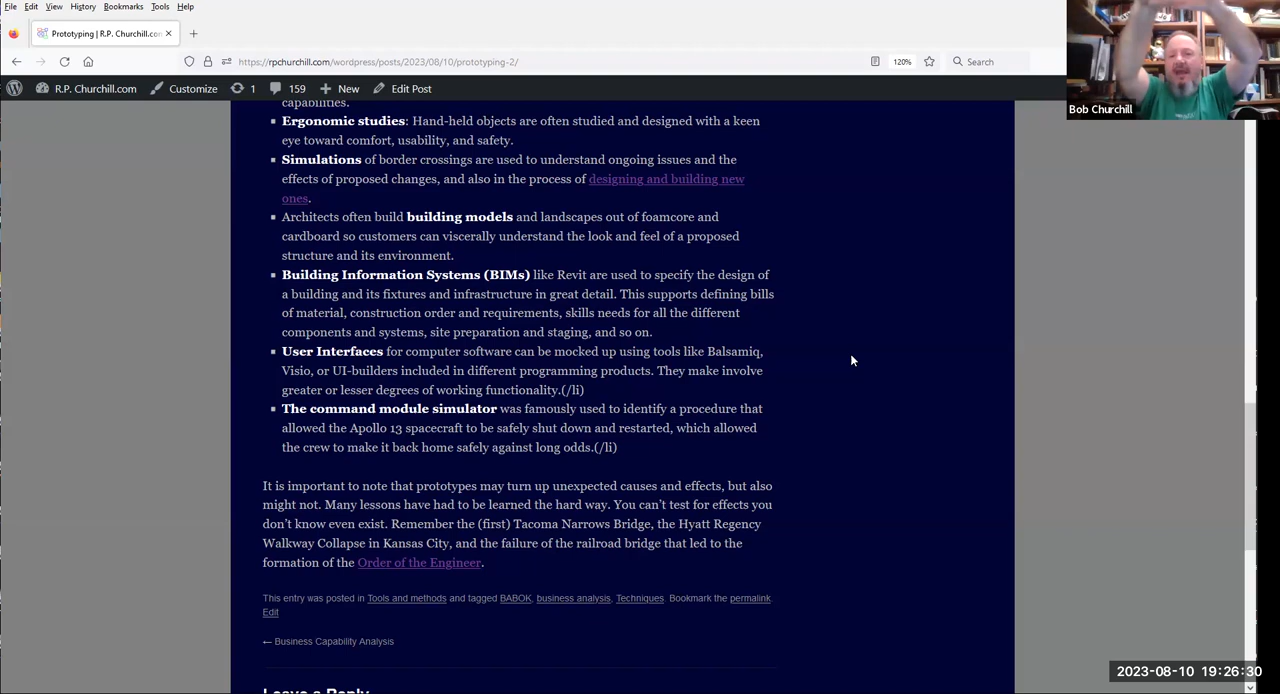 File Edit View History Bookmarks Tools Help
Prototyping | R.P. Churchill.com
https://rpchurchill.com/wordpress/posts/2023/08/10/prototyping-2/ 120% Search
R.P. Churchill.com Customize 1 159 New Edit Post
Bob Churchill
capabilities.
Ergonomic studies: Hand-held objects are often studied and designed with a keen
eye toward comfort, usability, and safety.
Simulations of border crossings are used to understand ongoing issues and the
effects of proposed changes, and also in the process of designing and building new
ones.
Architects often build building models and landscapes out of foamcore and
cardboard so customers can viscerally understand the look and feel of a proposed
structure and its environment.
Building Information Systems (BIMs) like Revit are used to specify the design of
a building and its fixtures and infrastructure in great detail. This supports defining bills
of material, construction order and requirements, skills needs for all the different
components and systems, site preparation and staging, and so on.
User Interfaces for computer software can be mocked up using tools like Balsamiq,
Visio, or UI-builders included in different programming products. They make involve
greater or lesser degrees of working functionality.(/li)
The command module simulator was famously used to identify a procedure that
allowed the Apollo 13 spacecraft to be safely shut down and restarted, which allowed
the crew to make it back home safely against long odds.(/li)
It is important to note that prototypes may turn up unexpected causes and effects, but also
might not. Many lessons have had to be learned the hard way. You can't test for effects you
don't know even exist. Remember the (first) Tacoma Narrows Bridge, the Hyatt Regency
Walkway Collapse in Kansas City, and the failure of the railroad bridge that led to the
formation of the Order of the Engineer.
This entry was posted in Tools and methods and tagged BABOK, business analysis, Techniques. Bookmark the permalink.
Edit
← Business Capability Analysis
Leave a Reply
2023-08-10 19:26:30